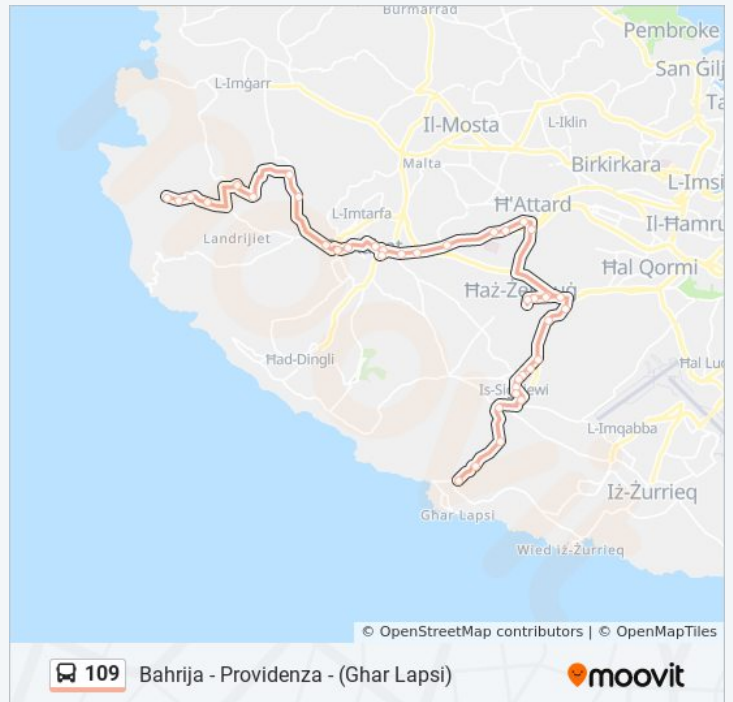 Burmarrad
Pembroke
San Ġilj
L-Imġarr
Ta
Il-Mosta
L-Iklin
Malta
Birkirkara
L-Imsi
L-Imtarfa
Ħ'Attard
Il-Ħamru
Landrijiet
Ħal Qormi
Ħad-Dingli
Ħal Luq
L-Imqabba
Iż-Żurrieq
Għar Lapsi
Wied iż-Żurrieq
© OpenStreetMap contributors | © OpenMapTiles
109 Bahrija - Providenza - (Ghar Lapsi)
moovit